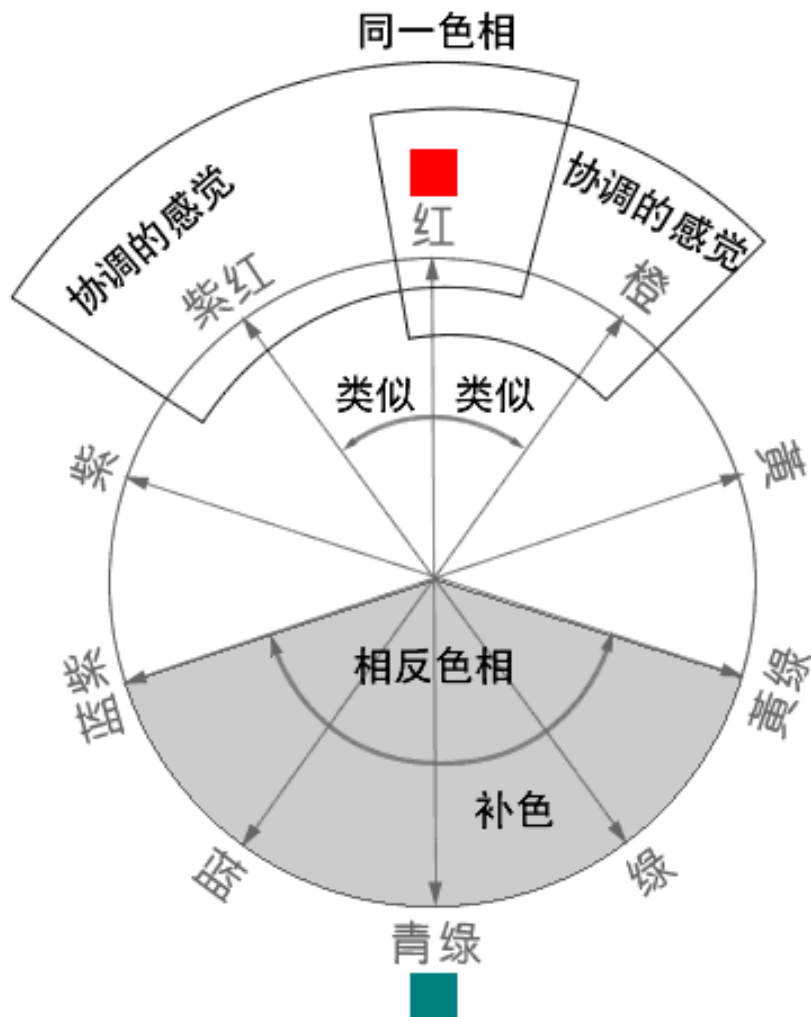 同一色相
协调的感觉
协调的感觉
红
紫红
橙
类似
类似
紫
黄
相反色相
蓝紫
黄绿
补色
蓝
绿
青绿